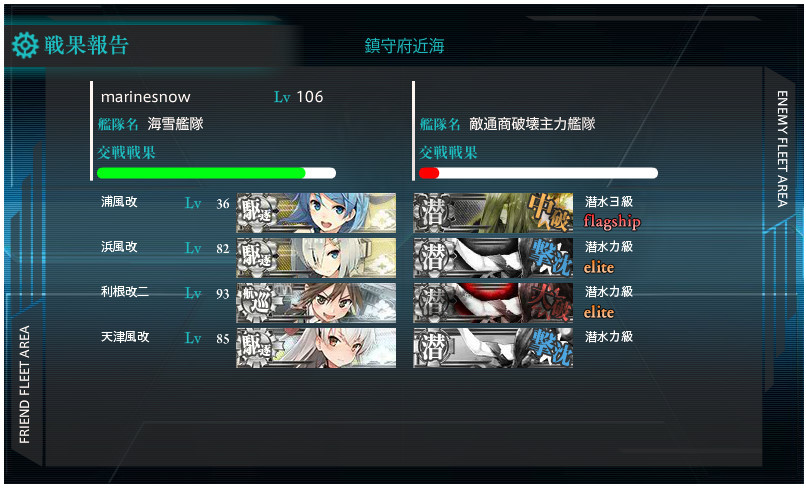 戦果報告
鎮守府近海
marinesnow Lv 106
艦隊名 海雪艦隊
交戦戦果
艦隊名 敵通商破壊主力艦隊
交戦戦果
浦風改 Lv 36 駆逐
潜 中破 潜水ヨ級 flagship
浜風改 Lv 82 駆逐
潜 撃沈 潜水カ級 elite
利根改二 Lv 93 航巡
潜 大破 潜水カ級 elite
天津風改 Lv 85 駆逐
潜 撃沈 潜水カ級
FRIEND FLEET AREA
ENEMY FLEET AREA